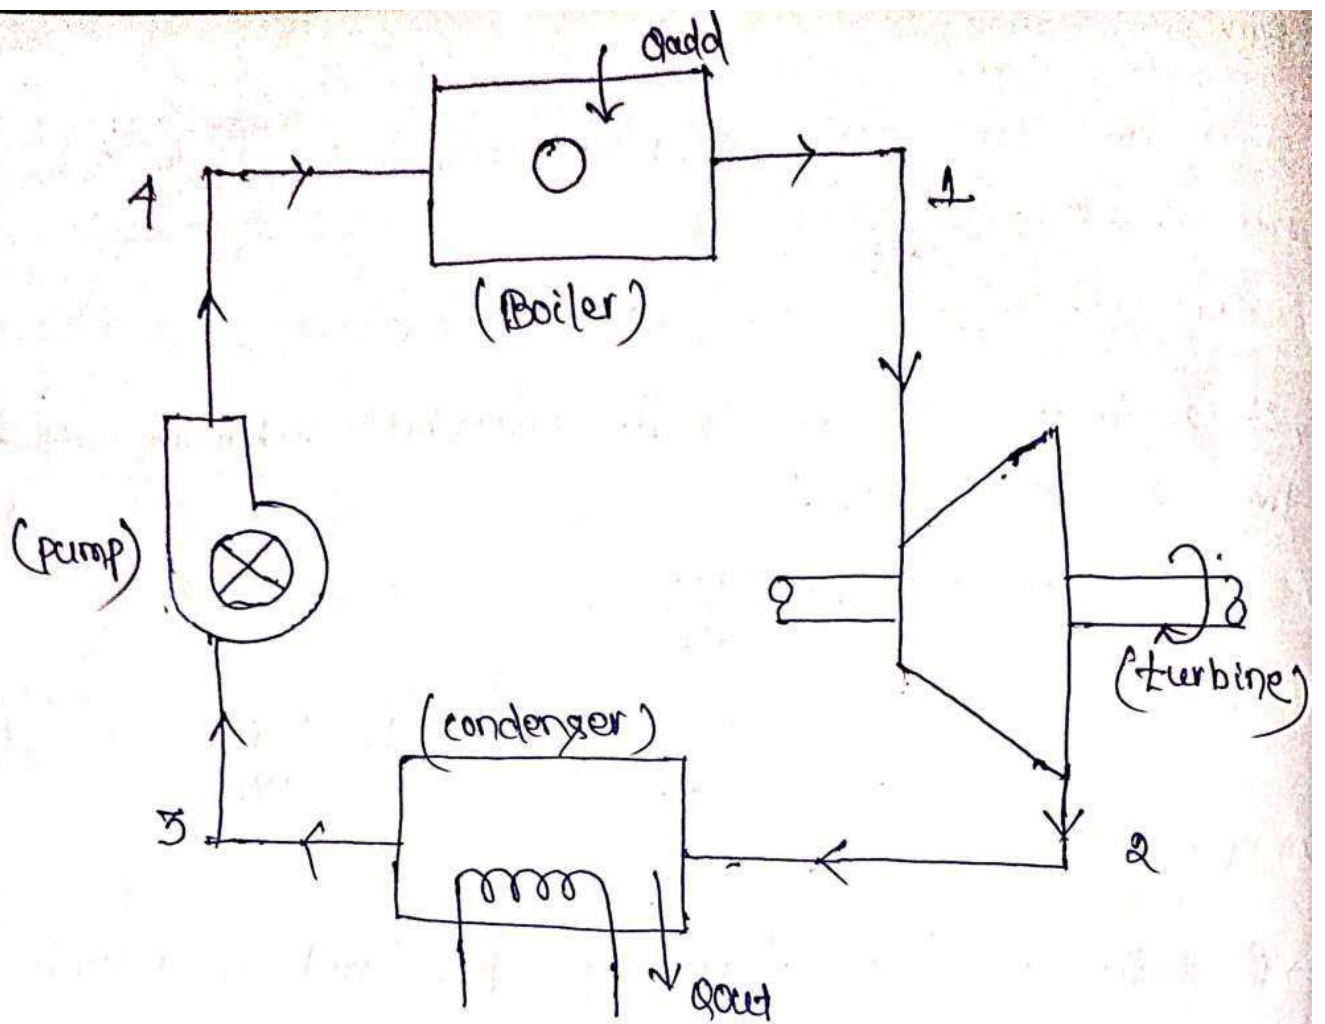 Qadd
4
1
(Boiler)
(pump)
(turbine)
(condenser)
3
2
Qout